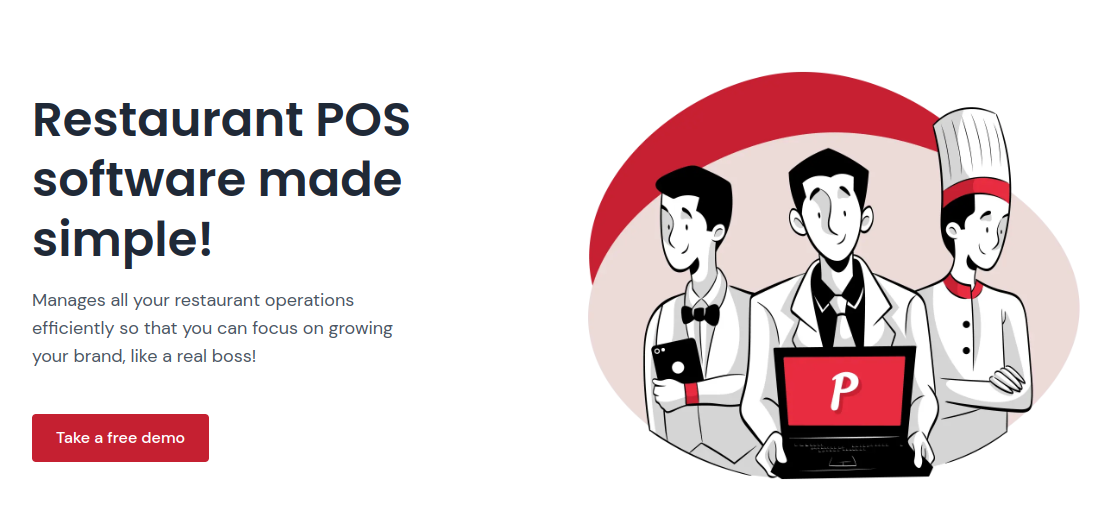 Restaurant POS
software made
simple!
Manages all your restaurant operations
efficiently so that you can focus on growing
your brand, like a real boss!
Take a free demo
P